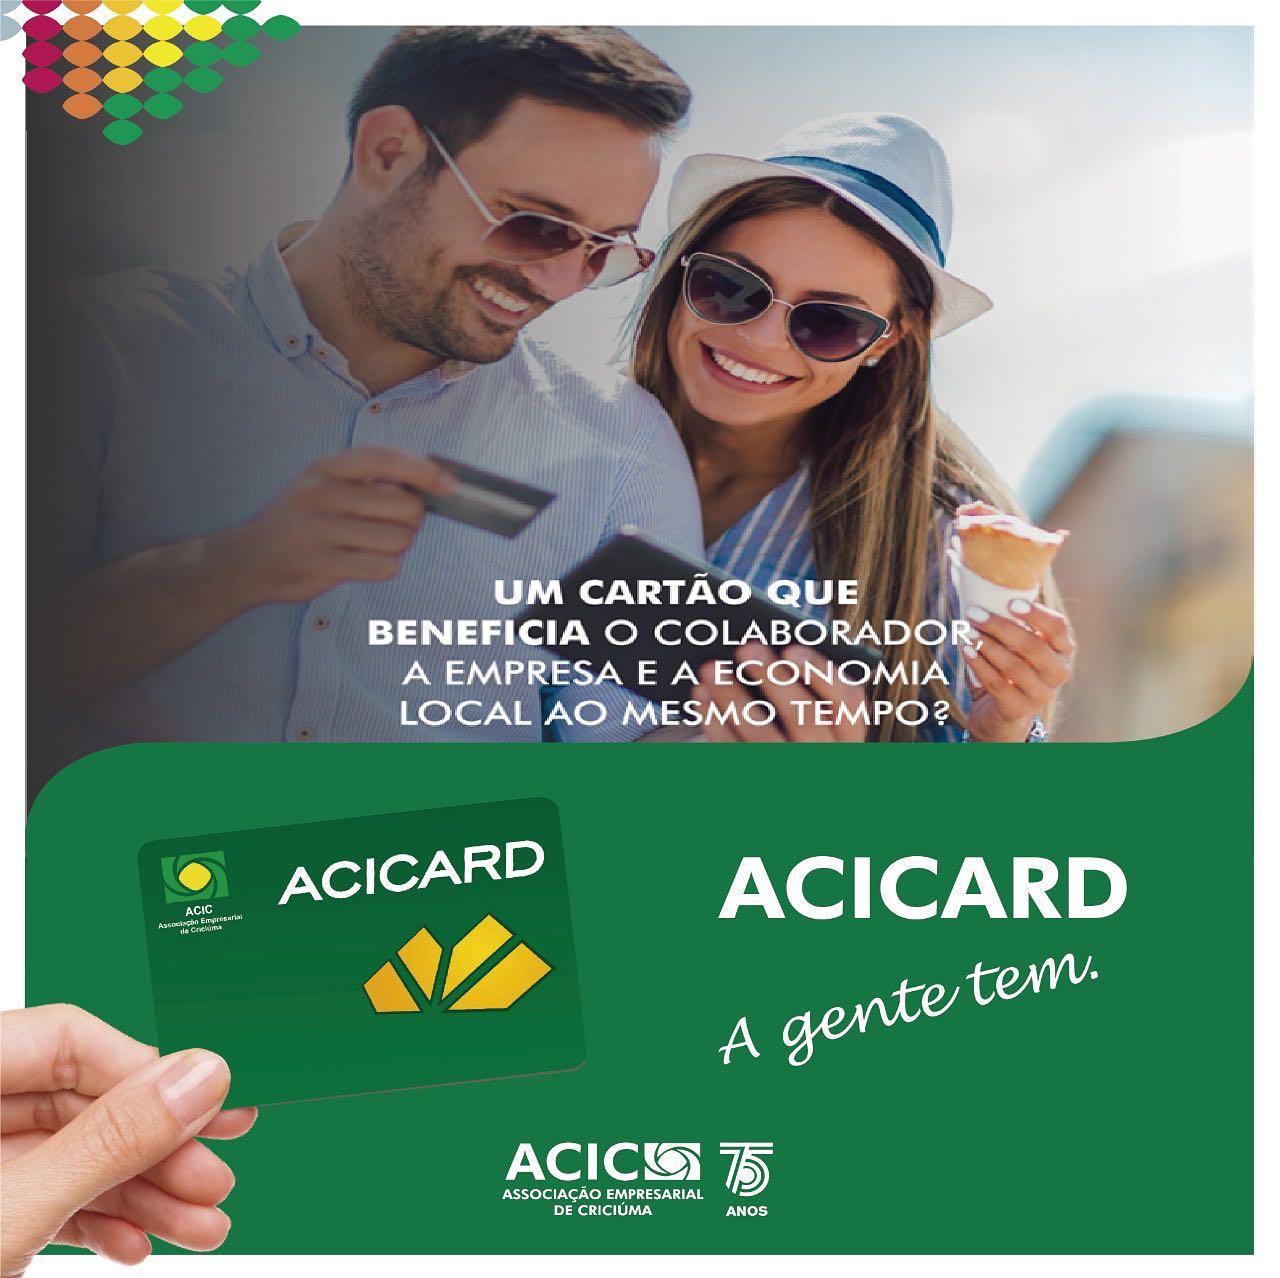 UM CARTÃO QUE
BENEFICIA O COLABORADOR,
A EMPRESA E A ECONOMIA
LOCAL AO MESMO TEMPO?
ACICARD
ACIC
Associação Empresarial
de Criciúma
ACICARD
A gente tem.
ACIC
ASSOCIAÇÃO EMPRESARIAL
DE CRICIÚMA
75
ANOS